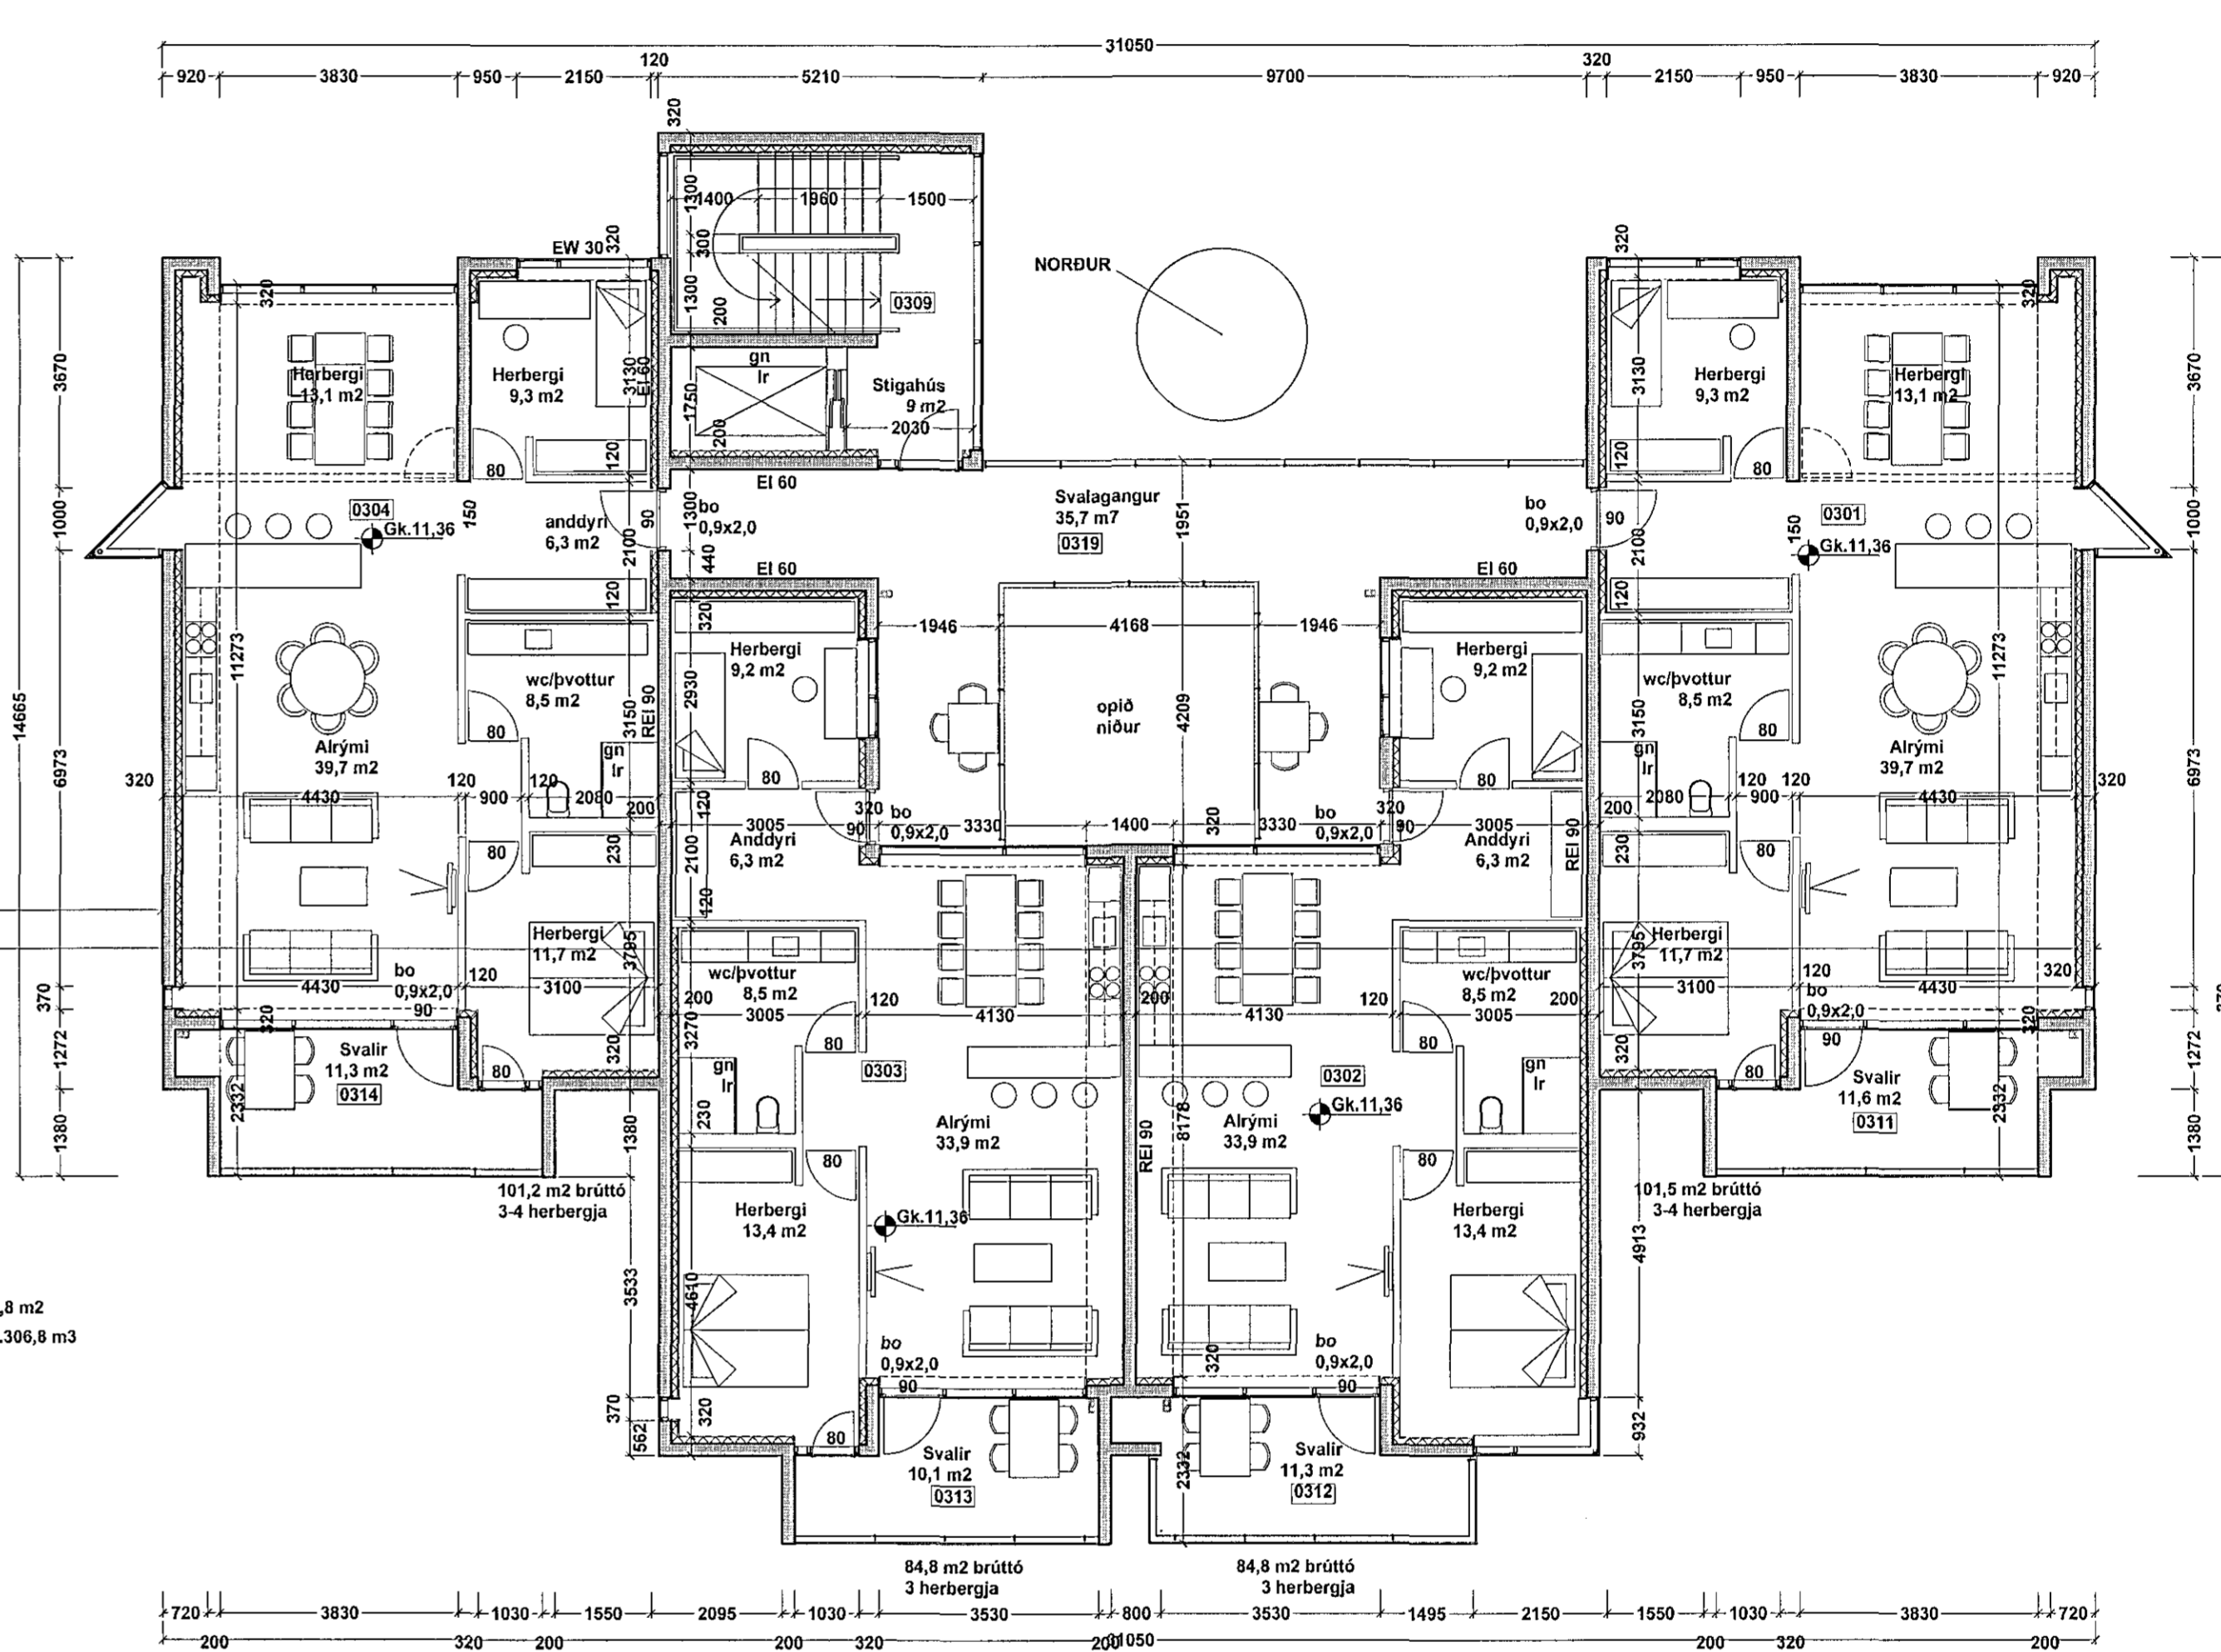 31050
120
320
920
3830
950
2150
5210
9700
2150
950
3830
920
320
EW 30
320
1300
1400
1960
1500
300
1300
200
0309
NORÐUR
320
320
320
3670
Herbergi
13,1 m2
Herbergi
9,3 m2
3130
EI 60
gn
lr
1750
200
Stigahús
9 m2
2030
3130
Herbergi
9,3 m2
Herbergi
13,1 m2
3670
80
120
EI 60
120
80
1000
0304
Gk.11,36
150
anddyri
6,3 m2
90
2100
bo
0,9x2,0
1300
440
Svalagangur
35,7 m7
0319
1951
bo
0,9x2,0
90
2100
150
0301
Gk.11,36
1000
EI 60
EI 60
120
320
120
14665
11273
1946
4168
1946
11273
Herbergi
9,2 m2
2930
Herbergi
9,2 m2
wc/þvottur
8,5 m2
3150
REI 90
80
gn
lr
opið
niður
4209
wc/þvottur
8,5 m2
3150
80
gn
lr
Alrými
39,7 m2
6973
320
Alrými
39,7 m2
6973
320
80
80
120
4430
900
120
2080
200
120
3005
320
90
bo
0,9x2,0
3330
1400
320
3330
bo
0,9x2,0
320
90
3005
200
2080
120
900
120
4430
Anddyri
6,3 m2
2100
120
Anddyri
6,3 m2
REI 90
80
230
230
80
Herbergi
11,7 m2
3795
3100
Herbergi
11,7 m2
3795
3100
370
4430
bo
0,9x2,0
90
120
wc/þvottur
8,5 m2
200
3005
120
4130
200
4130
120
wc/þvottur
8,5 m2
200
3005
120
bo
0,9x2,0
4430
320
370
320
320
3270
80
80
320
320
1272
Svalir
11,3 m2
0314
2332
80
gn
lr
0303
0302
gn
lr
80
90
Svalir
11,6 m2
0311
2332
1272
1380
1380
230
Alrými
33,9 m2
REI 90
8178
Alrými
33,9 m2
Gk.11,36
1380
80
80
101,2 m2 brúttó
3-4 herbergja
Herbergi
13,4 m2
Gk.11,36
Herbergi
13,4 m2
101,5 m2 brúttó
3-4 herbergja
4913
3533
4610
,8 m2
.306,8 m3
bo
0,9x2,0
90
320
bo
0,9x2,0
90
370
562
320
80
932
Svalir
10,1 m2
0313
2332
Svalir
11,3 m2
0312
84,8 m2 brúttó
3 herbergja
84,8 m2 brúttó
3 herbergja
720
3830
1030
1550
2095
1030
3530
800
3530
1495
2150
1550
1030
3830
720
200
320
200
200
320
200
31050
200
320
200